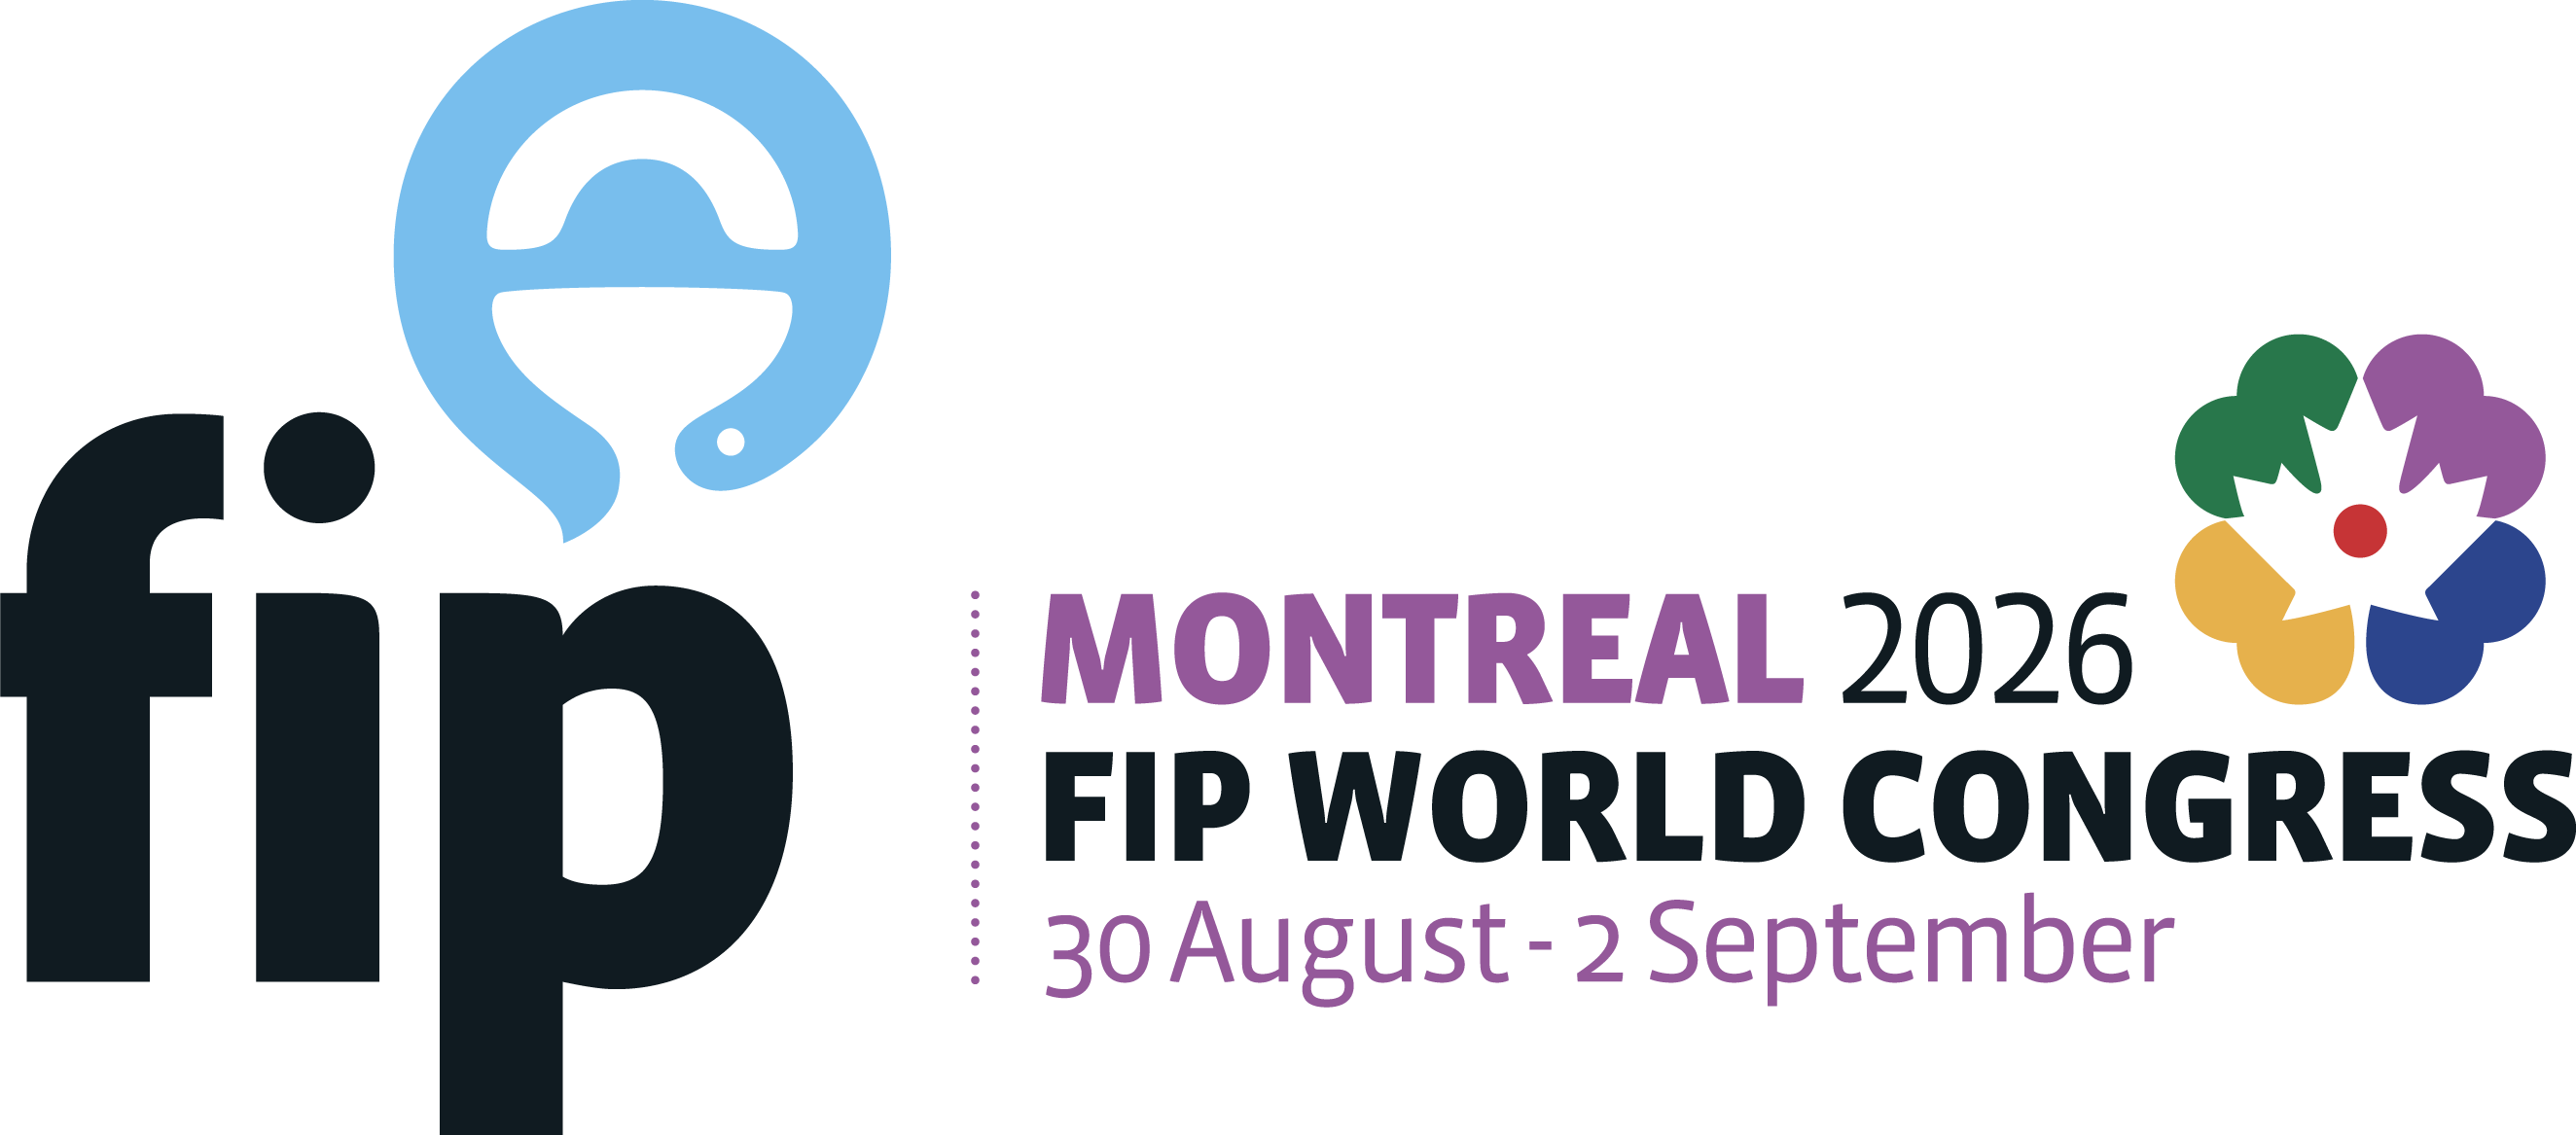 fip
MONTREAL 2026
FIP WORLD CONGRESS
30 August - 2 September